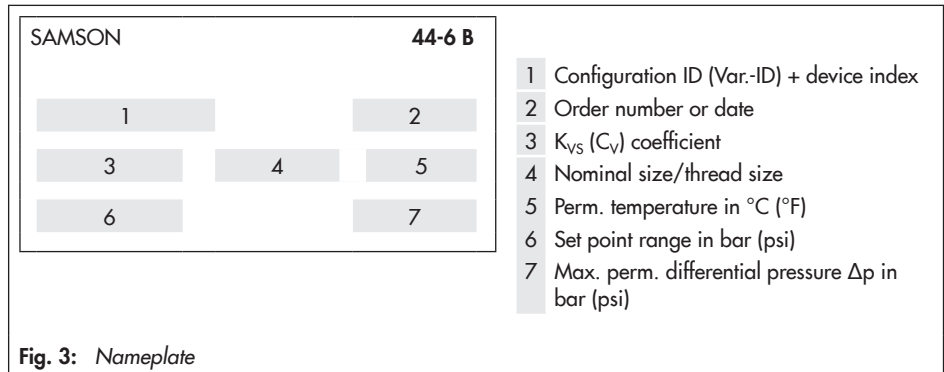 SAMSON 44-6 B
1 2
3 4 5
6 7
1 Configuration ID (Var.-ID) + device index
2 Order number or date
3 KVS (CV) coefficient
4 Nominal size/thread size
5 Perm. temperature in °C (°F)
6 Set point range in bar (psi)
7 Max. perm. differential pressure Δp in
bar (psi)
Fig. 3: Nameplate